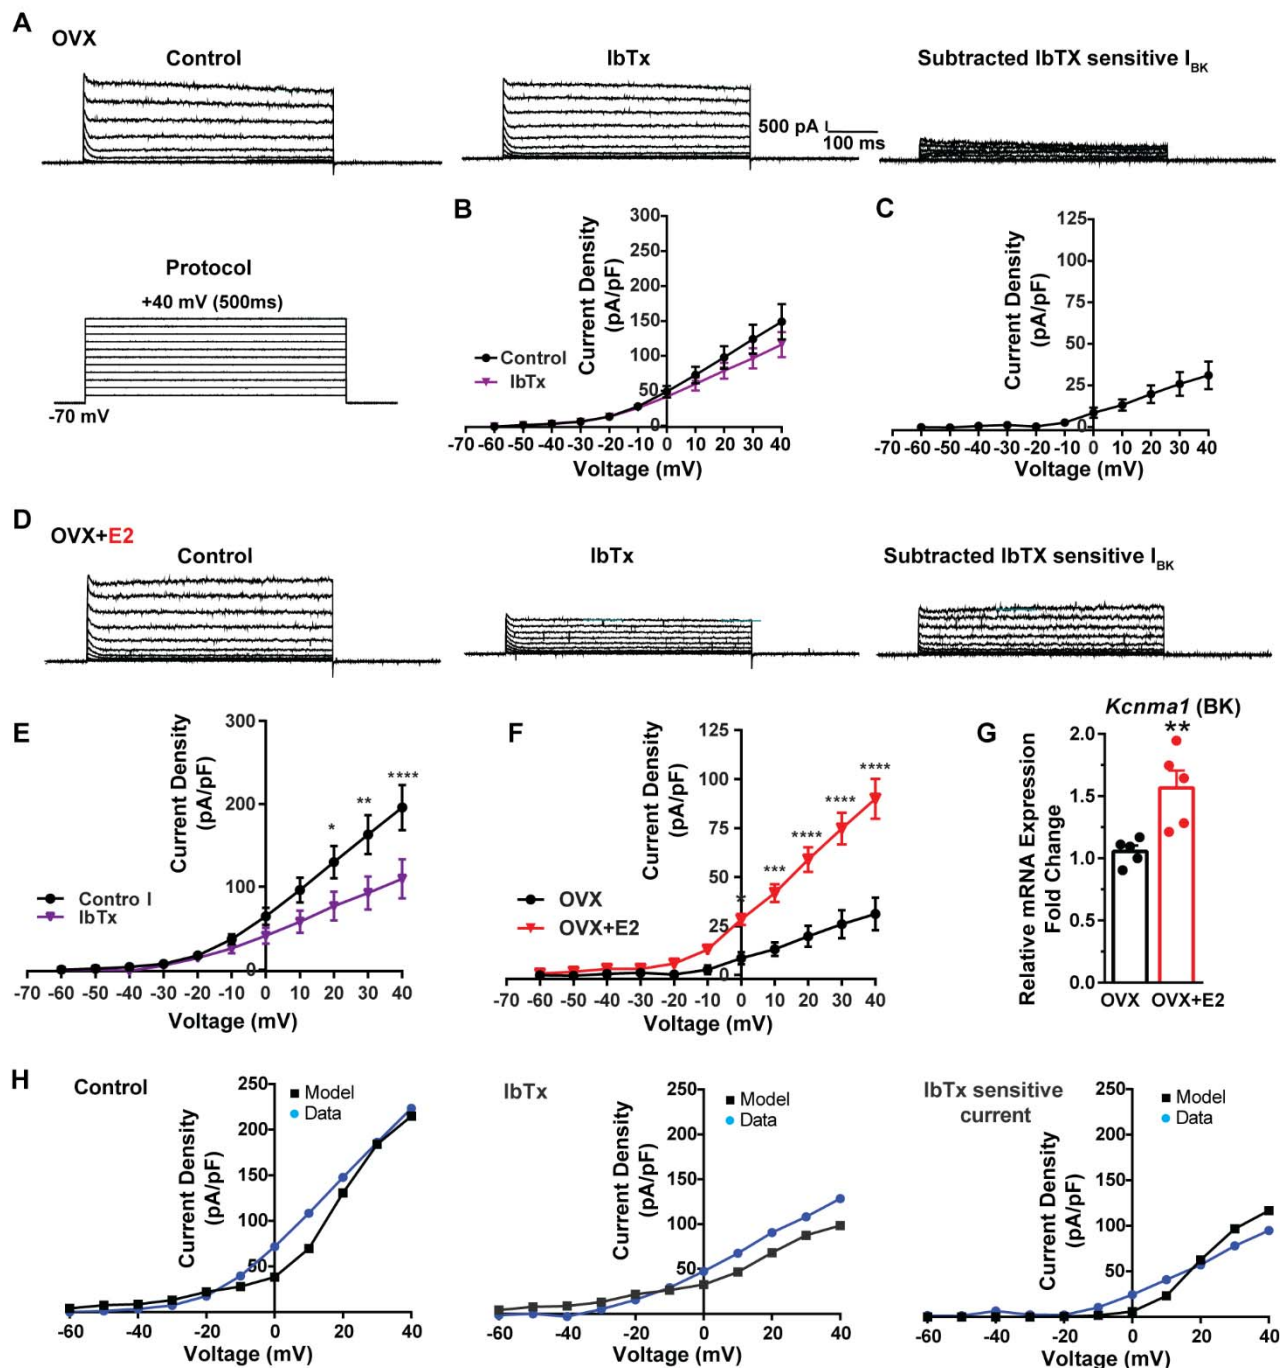 A
OVX
Control
IbTx
Subtracted IbTX sensitive I_BK
500 pA
100 ms
Protocol
+40 mV (500ms)
-70 mV
B
Current Density
(pA/pF)
300
250
200
150
100
50
0
Control
IbTx
-70 -60 -50 -40 -30 -20 -10 0 10 20 30 40
Voltage (mV)
C
Current Density
(pA/pF)
125
100
75
50
25
0
-70 -60 -50 -40 -30 -20 -10 0 10 20 30 40
Voltage (mV)
D
OVX+E2
Control
IbTx
Subtracted IbTX sensitive I_BK
E
Current Density
(pA/pF)
300
200
100
0
* ** ****
Contro l
IbTx
-70 -60 -50 -40 -30 -20 -10 0 10 20 30 40
Voltage (mV)
F
Current Density
(pA/pF)
125
100
75
50
25
0
* *** **** **** ****
OVX
OVX+E2
-70 -60 -50 -40 -30 -20 -10 0 10 20 30 40
Voltage (mV)
G
Kcnma1 (BK)
**
Relative mRNA Expression
Fold Change
2.0
1.5
1.0
0.5
0.0
OVX OVX+E2
H
Control
Current Density
(pA/pF)
250
200
150
100
50
Model
Data
-60 -40 -20 0 20 40
Voltage (mV)
IbTx
Current Density
(pA/pF)
250
200
150
100
50
Model
Data
-60 -40 -20 0 20 40
Voltage (mV)
IbTx sensitive
current
Current Density
(pA/pF)
250
200
150
100
50
Model
Data
-60 -40 -20 0 20 40
Voltage (mV)